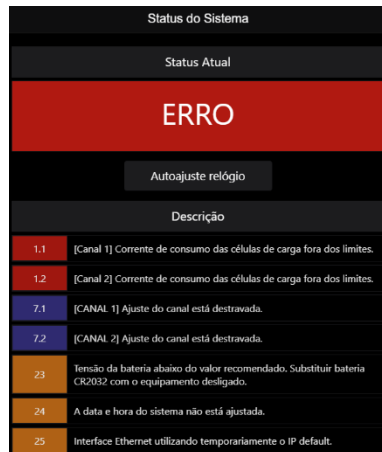 Status do Sistema
Status Atual
ERRO
Autoajuste relógio
Descrição
1.1 [Canal 1] Corrente de consumo das células de carga fora dos limites.
1.2 [Canal 2] Corrente de consumo das células de carga fora dos limites.
7.1 [CANAL 1] Ajuste do canal está destravada.
7.2 [CANAL 2] Ajuste do canal está destravada.
23 Tensão da bateria abaixo do valor recomendado. Substituir bateria
CR2032 com o equipamento desligado.
24 A data e hora do sistema não está ajustada.
25 Interface Ethernet utilizando temporariamente o IP default.